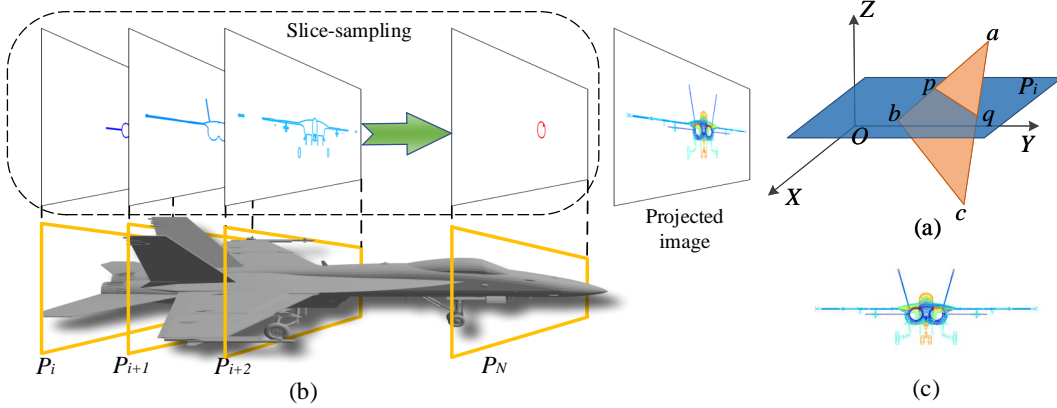 Slice-sampling
Projected
image
P_i
P_{i+1}
P_{i+2}
P_N
(b)
Z
a
p
P_i
b
q
O
Y
X
c
(a)
(c)